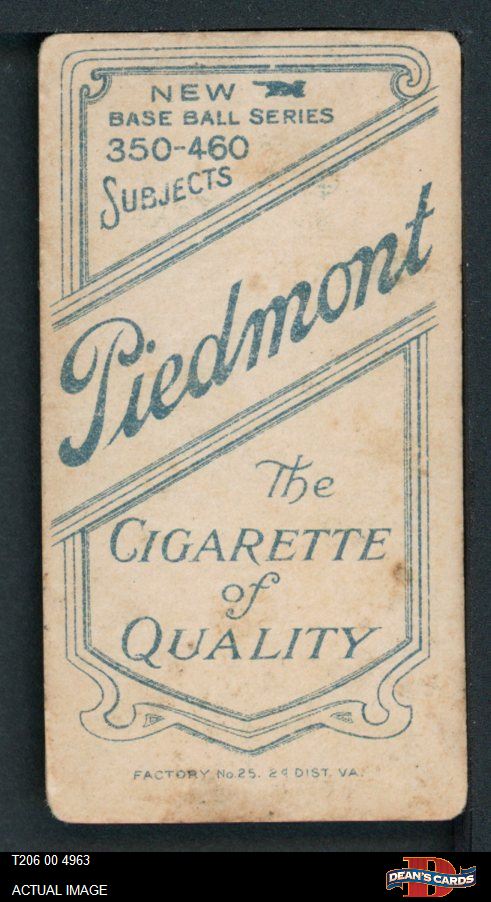 NEW
BASE BALL SERIES
350-460
SUBJECTS
Piedmont
The
CIGARETTE
of
QUALITY
FACTORY No. 25. 2d DIST. VA.
T206 00 4963
ACTUAL IMAGE
D
DEAN'S CARDS